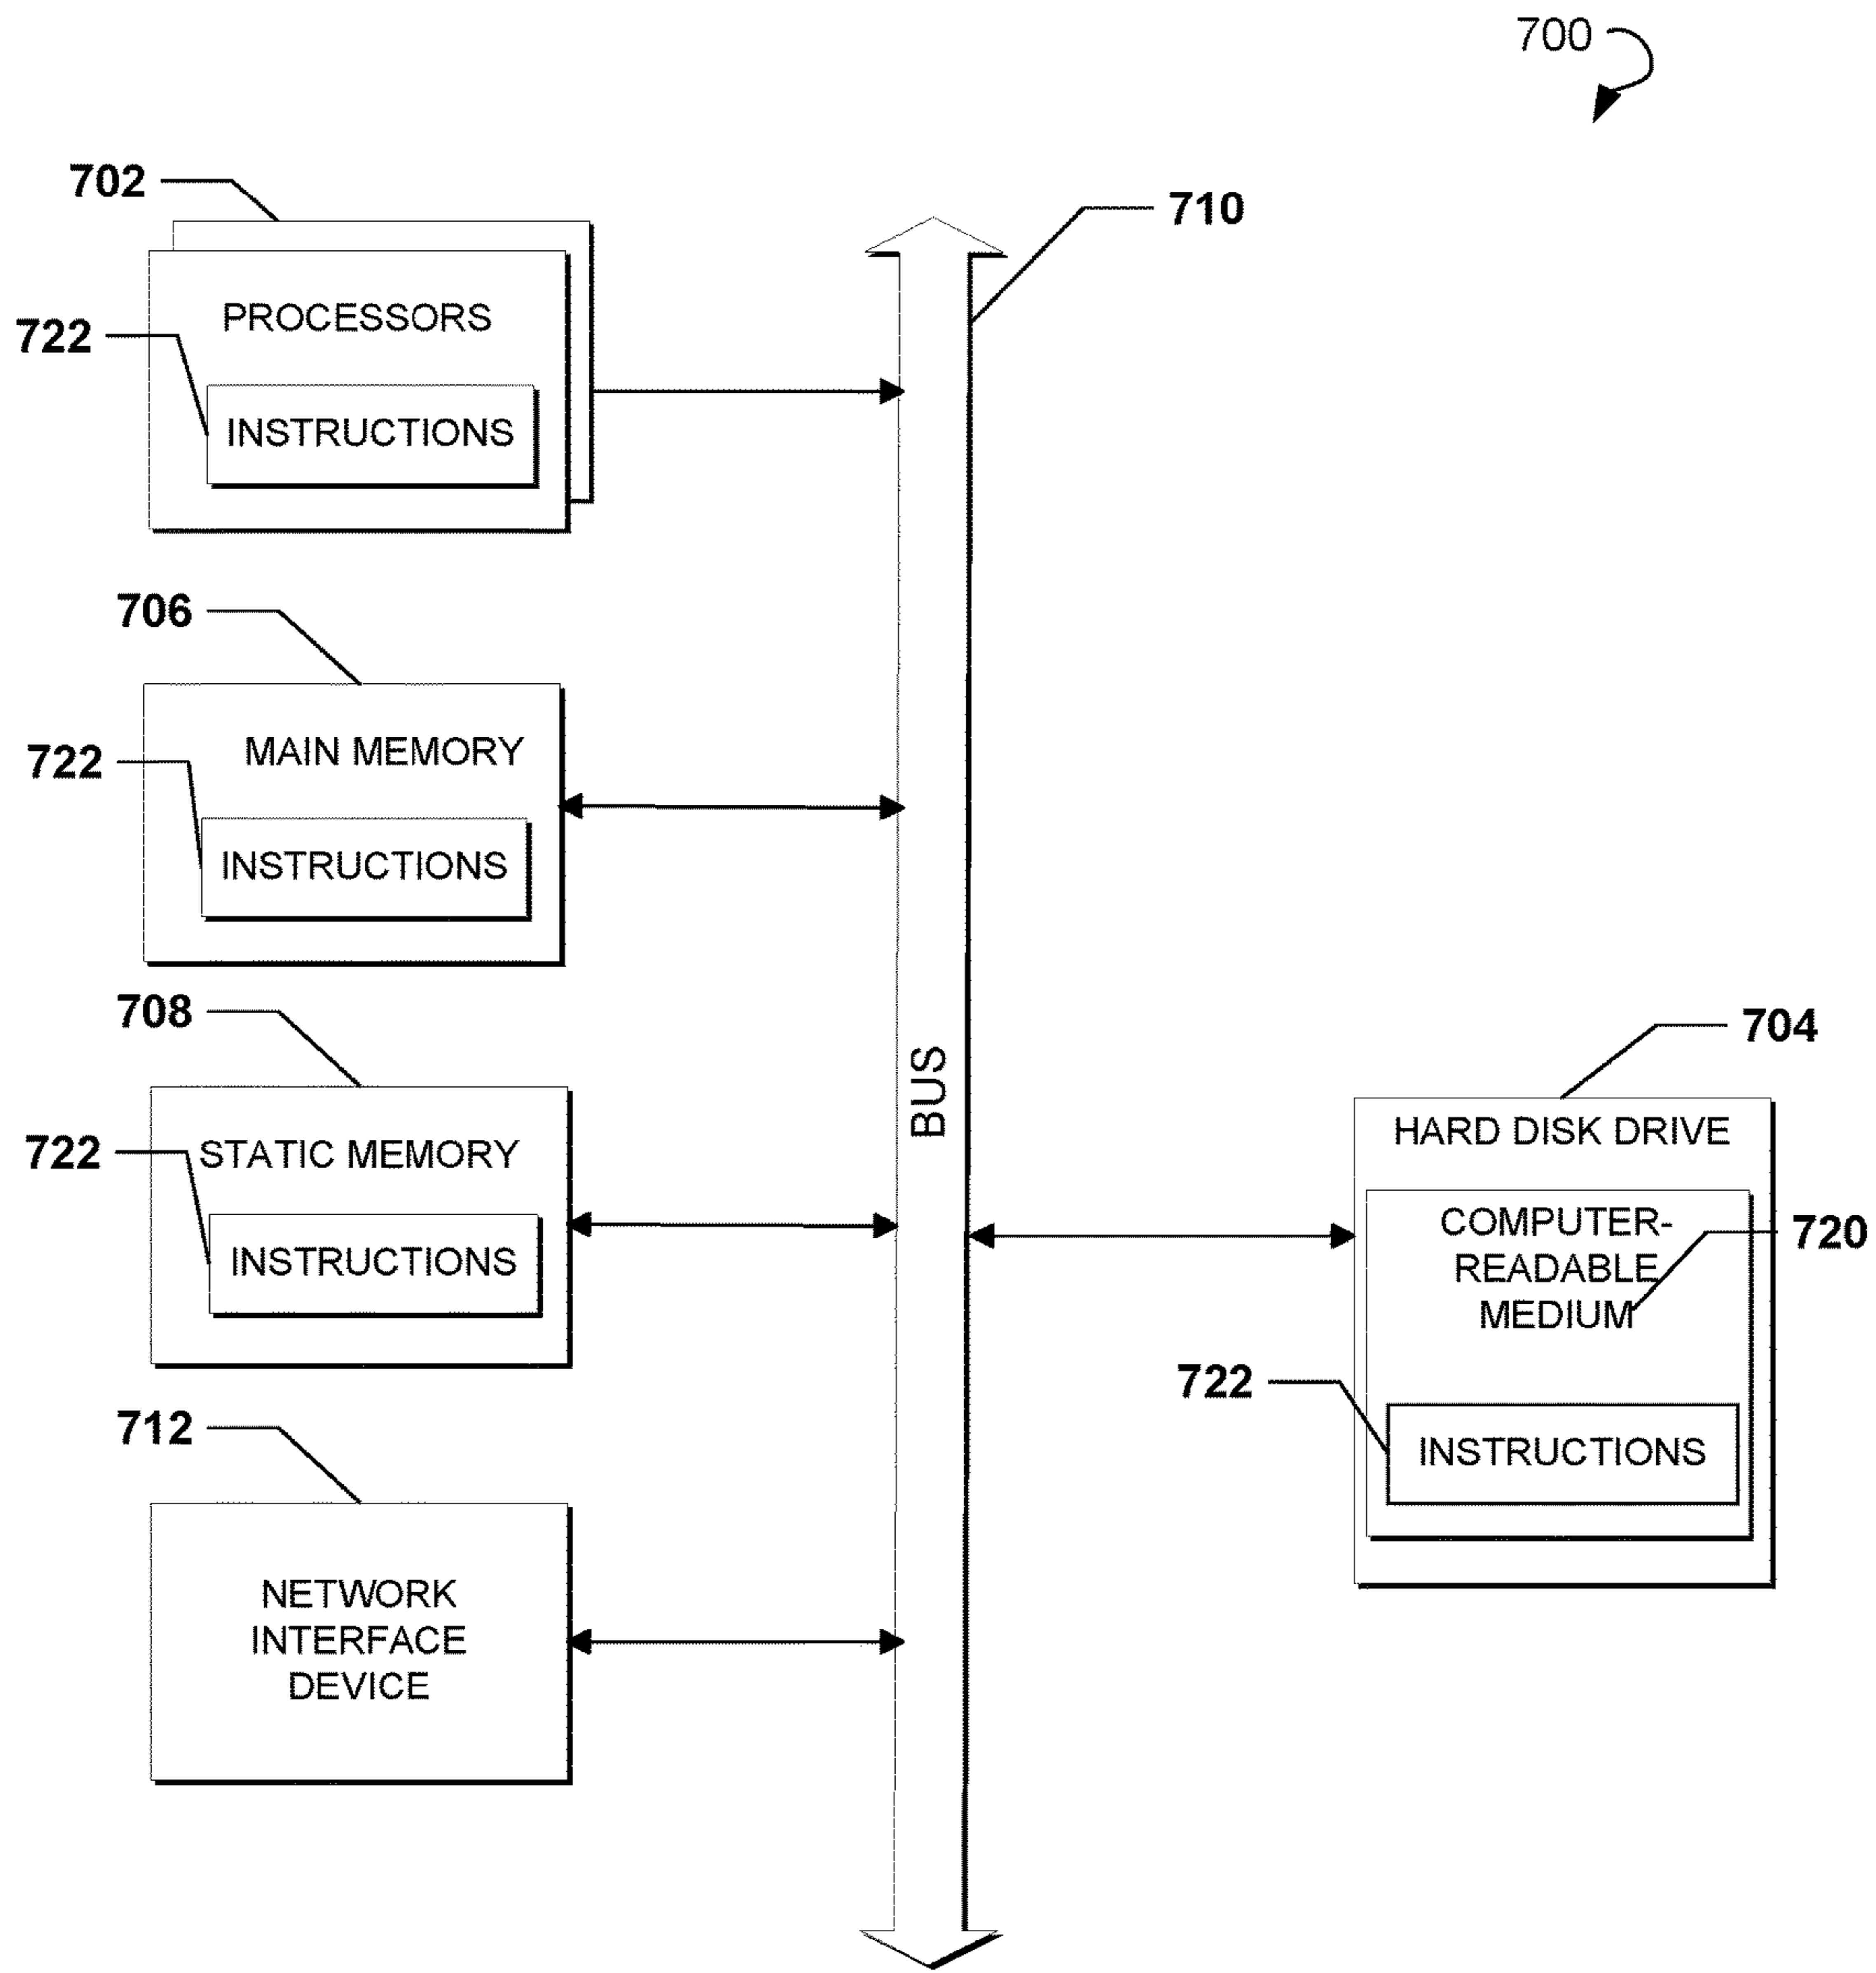 700
702
710
PROCESSORS
722
INSTRUCTIONS
706
MAIN MEMORY
722
INSTRUCTIONS
708
BUS
704
STATIC MEMORY
722
INSTRUCTIONS
HARD DISK DRIVE
COMPUTER-
READABLE
MEDIUM
720
722
INSTRUCTIONS
712
NETWORK
INTERFACE
DEVICE